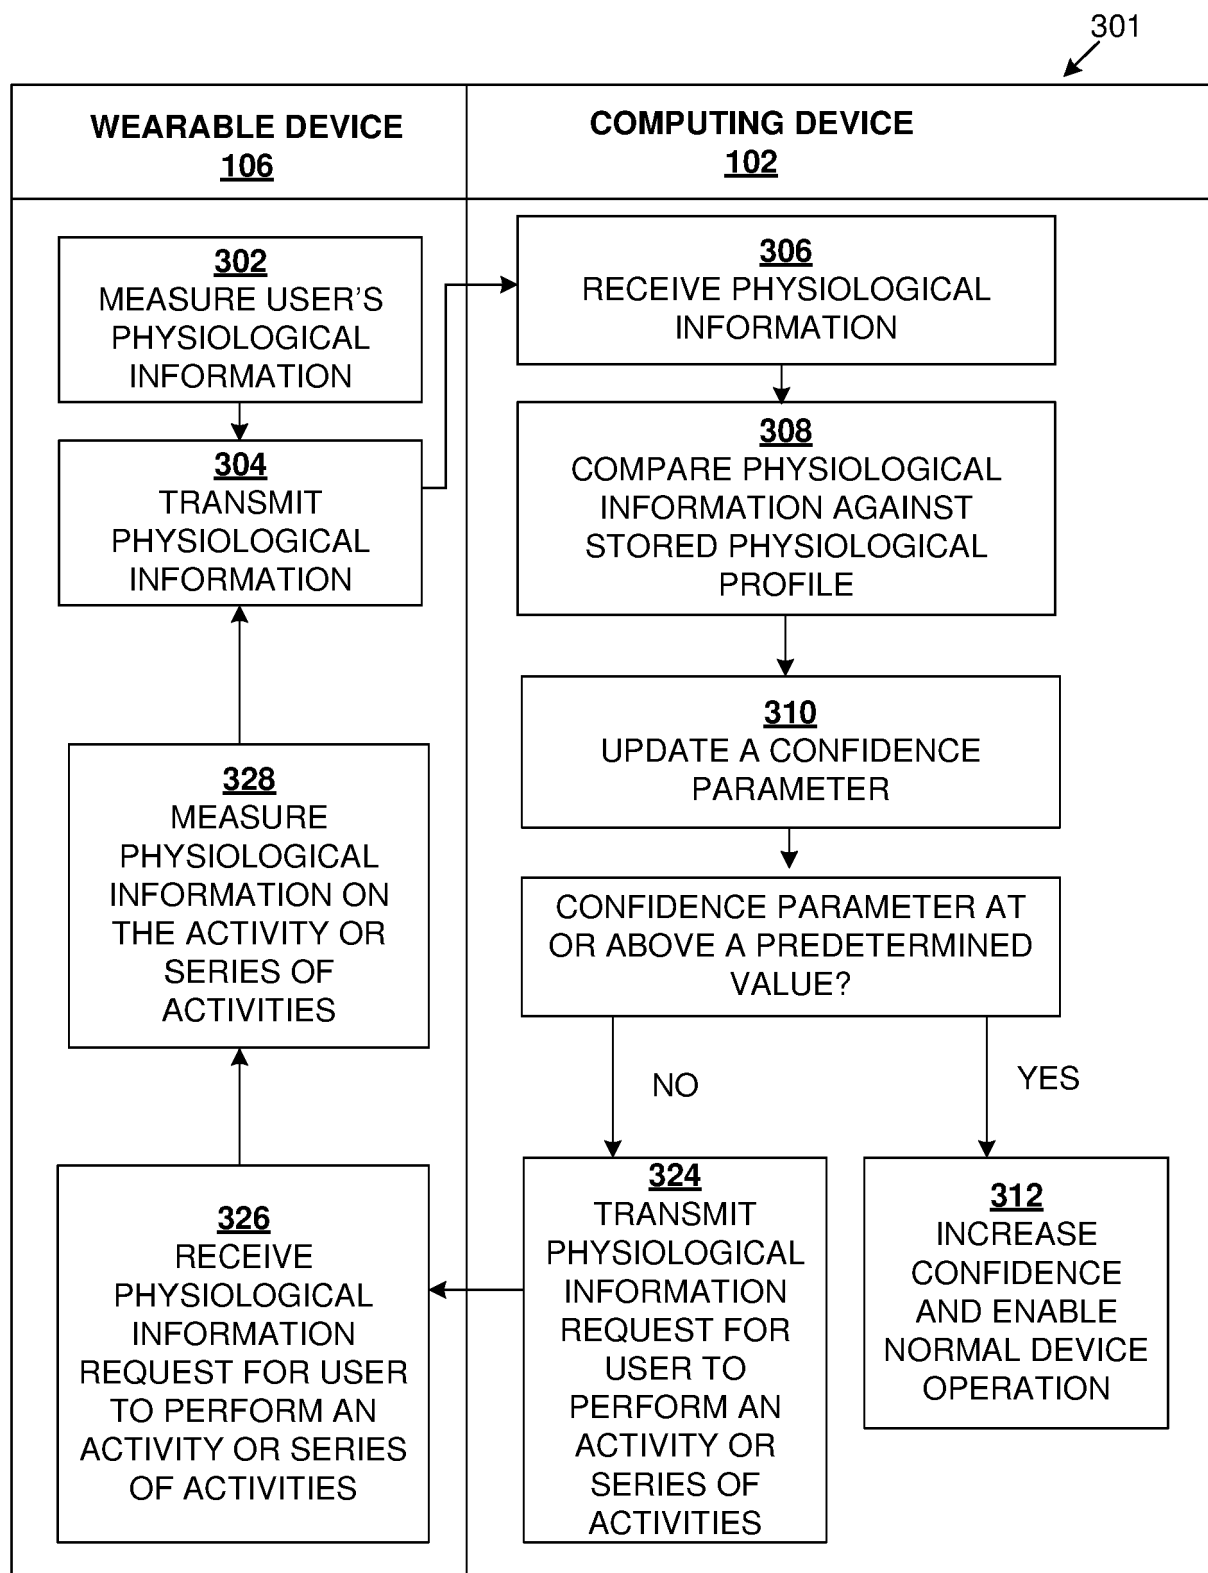 301
WEARABLE DEVICE
106
COMPUTING DEVICE
102
302
MEASURE USER'S
PHYSIOLOGICAL
INFORMATION
304
TRANSMIT
PHYSIOLOGICAL
INFORMATION
306
RECEIVE PHYSIOLOGICAL
INFORMATION
308
COMPARE PHYSIOLOGICAL
INFORMATION AGAINST
STORED PHYSIOLOGICAL
PROFILE
310
UPDATE A CONFIDENCE
PARAMETER
CONFIDENCE PARAMETER AT
OR ABOVE A PREDETERMINED
VALUE?
NO
YES
312
INCREASE
CONFIDENCE
AND ENABLE
NORMAL DEVICE
OPERATION
324
TRANSMIT
PHYSIOLOGICAL
INFORMATION
REQUEST FOR
USER TO
PERFORM AN
ACTIVITY OR
SERIES OF
ACTIVITIES
326
RECEIVE
PHYSIOLOGICAL
INFORMATION
REQUEST FOR USER
TO PERFORM AN
ACTIVITY OR SERIES
OF ACTIVITIES
328
MEASURE
PHYSIOLOGICAL
INFORMATION ON
THE ACTIVITY OR
SERIES OF
ACTIVITIES